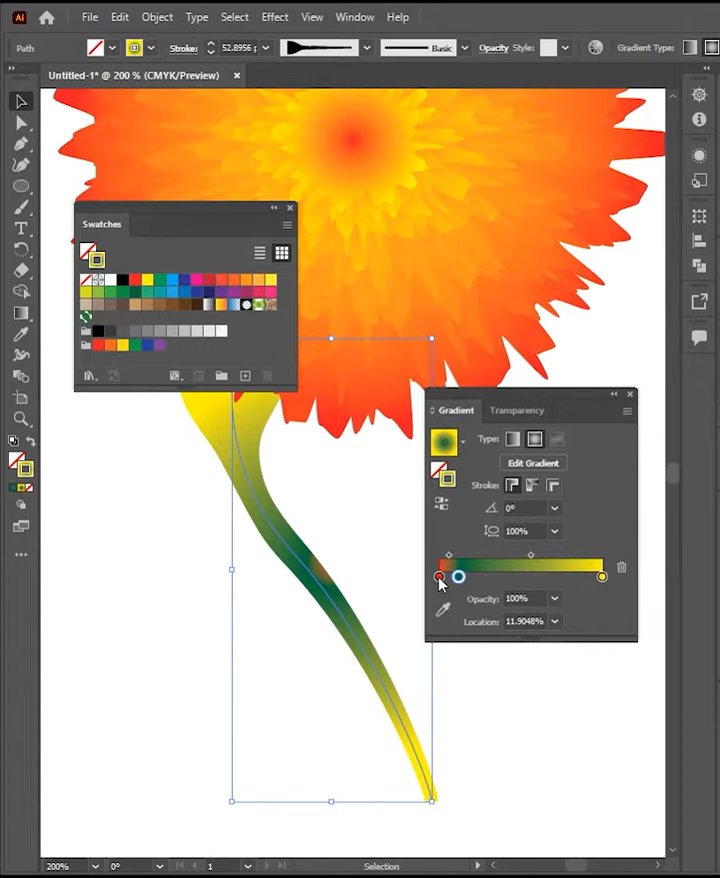 Ai File Edit Object Type Select Effect View Window Help
Path Stroke: 52.8956 p Basic Opacity Style: Gradient Type:
Untitled-1* @ 200 % (CMYK/Preview) ×
Swatches
Gradient Transparency
Type:
Edit Gradient
Stroke:
0°
100%
Opacity: 100%
Location: 11.9048%
200% 0° 1 Selection